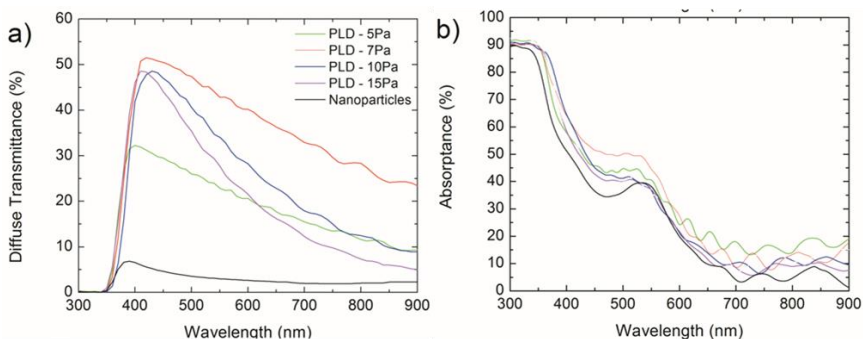 a)
60
50
40
30
20
10
0
Diffuse Transmittance (%)
300 400 500 600 700 800 900
Wavelength (nm)
PLD - 5Pa
PLD - 7Pa
PLD - 10Pa
PLD - 15Pa
Nanoparticles
b)
100
90
80
70
60
50
40
30
20
10
0
Absorptance (%)
300 400 500 600 700 800 900
Wavelength (nm)